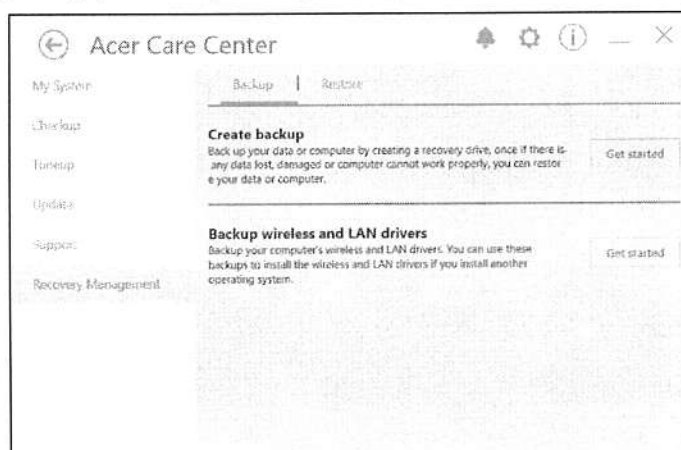 Acer Care Center
My System
Backup
Restore
Checkup
Create backup
Back up your data or computer by creating a recovery drive, once if there is
any data lost, damaged or computer cannot work properly, you can restor
e your data or computer.
Get started
Tuneup
Update
Backup wireless and LAN drivers
Backup your computer's wireless and LAN drivers. You can use these
backups to install the wireless and LAN drivers if you install another
operating system.
Get started
Support
Recovery Management